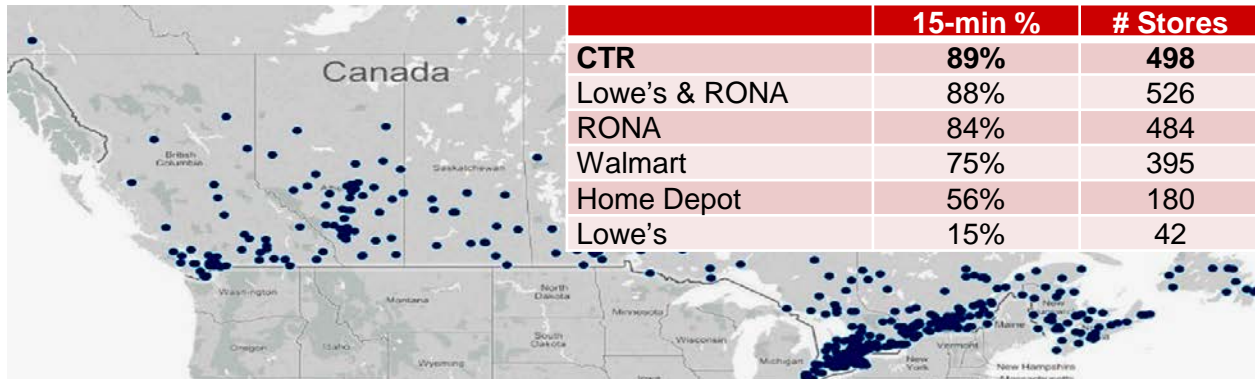 15-min % # Stores
CTR 89% 498
Lowe's & RONA 88% 526
RONA 84% 484
Walmart 75% 395
Home Depot 56% 180
Lowe's 15% 42
Canada
British
Columbia
Saskatchewan
Washington
Montana
North
Dakota
Minnesota
Oregon
Idaho
Wyoming
South
Dakota
Wisconsin
Michigan
New
York
Vermont
Maine
New
New Hampshire